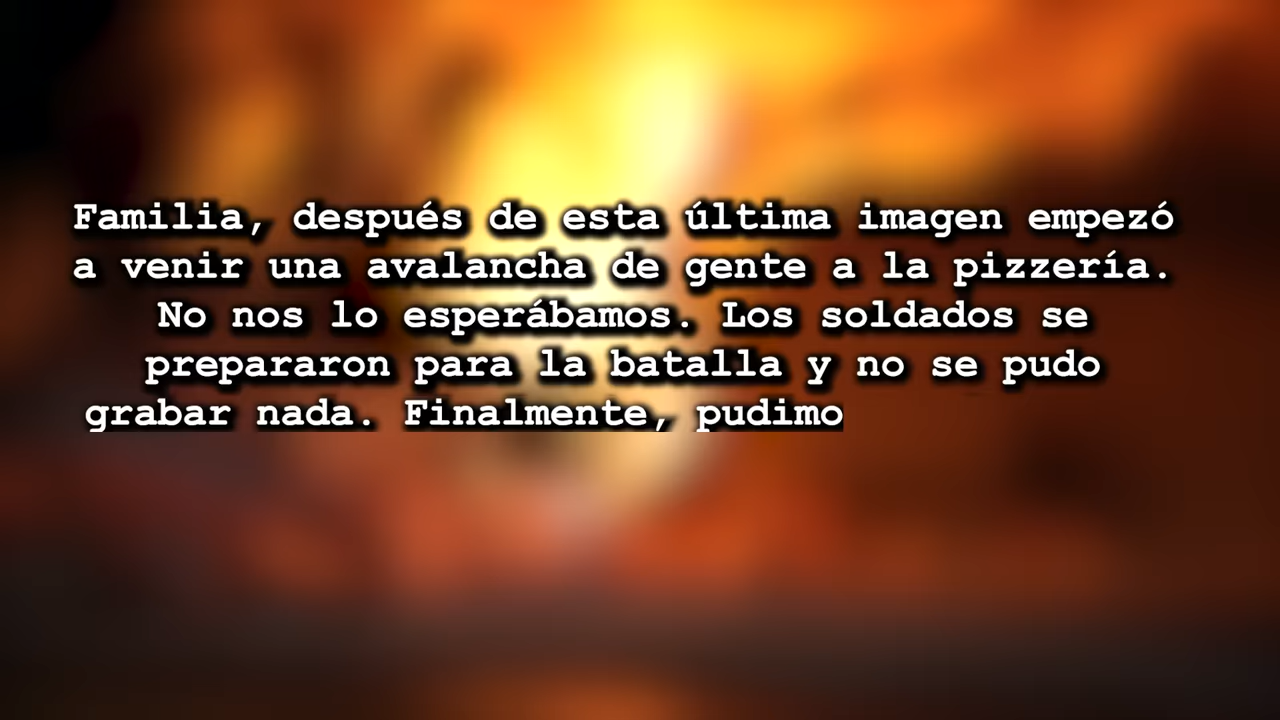 Familia, después de esta última imagen empezó
a venir una avalancha de gente a la pizzería.
No nos lo esperábamos. Los soldados se
prepararon para la batalla y no se pudo
grabar nada. Finalmente, pudimo